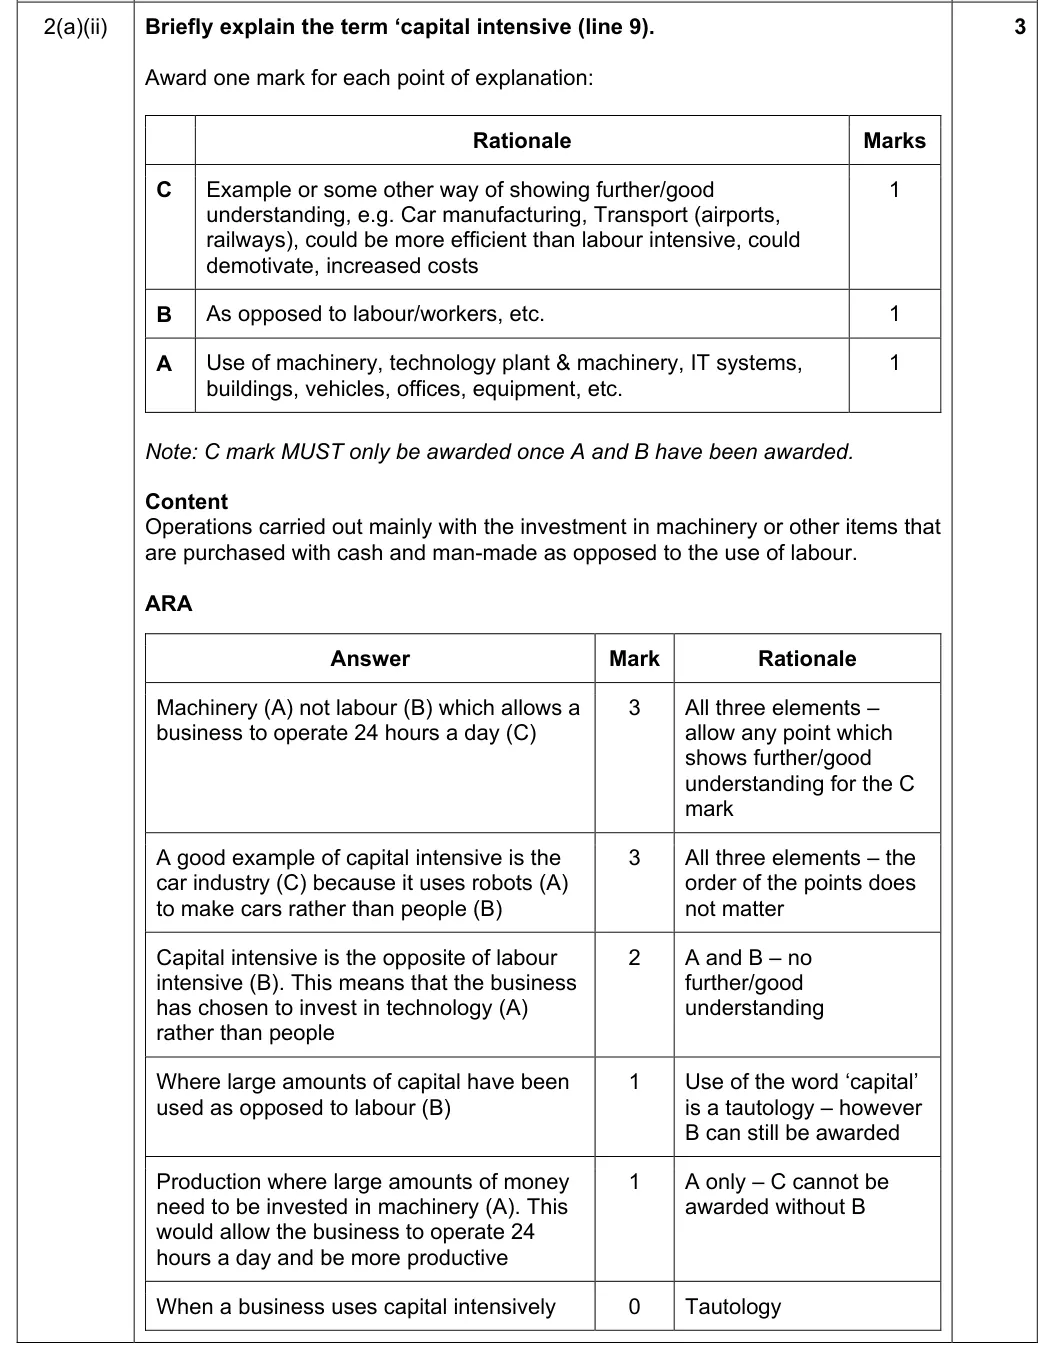 2(a)(ii)
Briefly explain the term ‘capital intensive (line 9).
3
Award one mark for each point of explanation:
Rationale
Marks
C
Example or some other way of showing further/good
understanding, e.g. Car manufacturing, Transport (airports,
railways), could be more efficient than labour intensive, could
demotivate, increased costs
1
B
As opposed to labour/workers, etc.
1
A
Use of machinery, technology plant & machinery, IT systems,
buildings, vehicles, offices, equipment, etc.
1
Note: C mark MUST only be awarded once A and B have been awarded.
Content
Operations carried out mainly with the investment in machinery or other items that
are purchased with cash and man-made as opposed to the use of labour.
ARA
Answer
Mark
Rationale
Machinery (A) not labour (B) which allows a
business to operate 24 hours a day (C)
3
All three elements –
allow any point which
shows further/good
understanding for the C
mark
A good example of capital intensive is the
car industry (C) because it uses robots (A)
to make cars rather than people (B)
3
All three elements – the
order of the points does
not matter
Capital intensive is the opposite of labour
intensive (B). This means that the business
has chosen to invest in technology (A)
rather than people
2
A and B – no
further/good
understanding
Where large amounts of capital have been
used as opposed to labour (B)
1
Use of the word ‘capital’
is a tautology – however
B can still be awarded
Production where large amounts of money
need to be invested in machinery (A). This
would allow the business to operate 24
hours a day and be more productive
1
A only – C cannot be
awarded without B
When a business uses capital intensively
0
Tautology